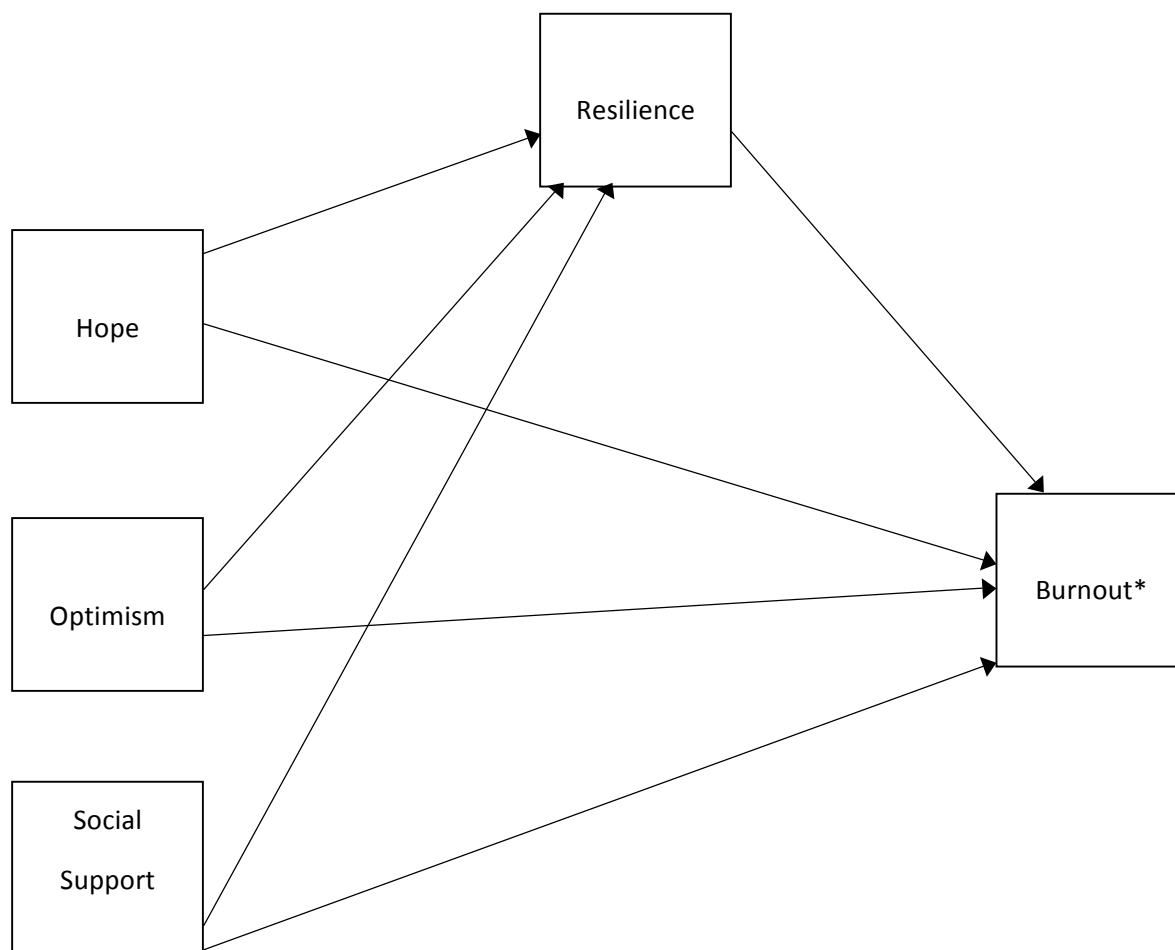 Resilience
Hope
Optimism
Burnout*
Social
Support